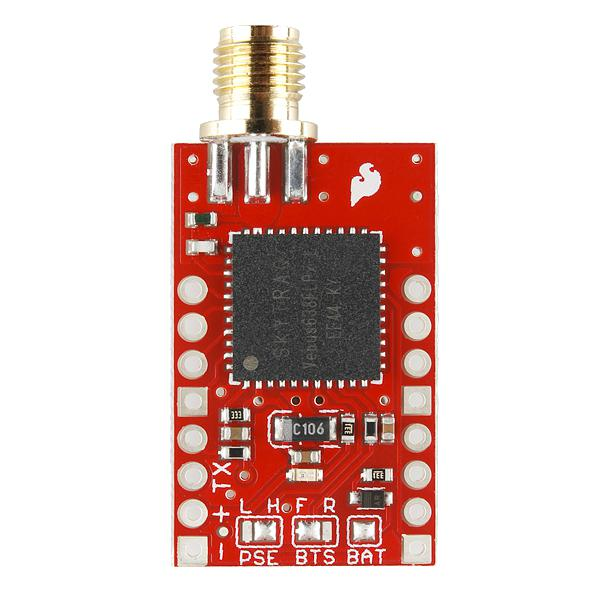 SKYTRAQ
Venus638FLPx-L
C106
TX
+
−
L H F R
PSE BTS BAT